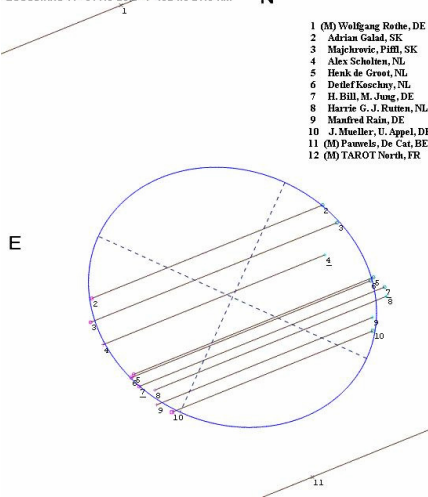 N
1
1 (M) Wolfgang Rothe, DE
2 Adrian Galad, SK
3 Majchrovic, Piffl, SK
4 Alex Scholten, NL
5 Henk de Groot, NL
6 Detlef Koschny, NL
7 H. Bill, M. Jung, DE
8 Harrie G. J. Rutten, NL
9 Manfred Rain, DE
10 J. Mueller, U. Appel, DE
11 (M) Pauwels, De Cat, BE
12 (M) TAROT North, FR
E
2
3
4
5
6
7
8
9
10
2
3
4
5
6
7
8
9
10
11